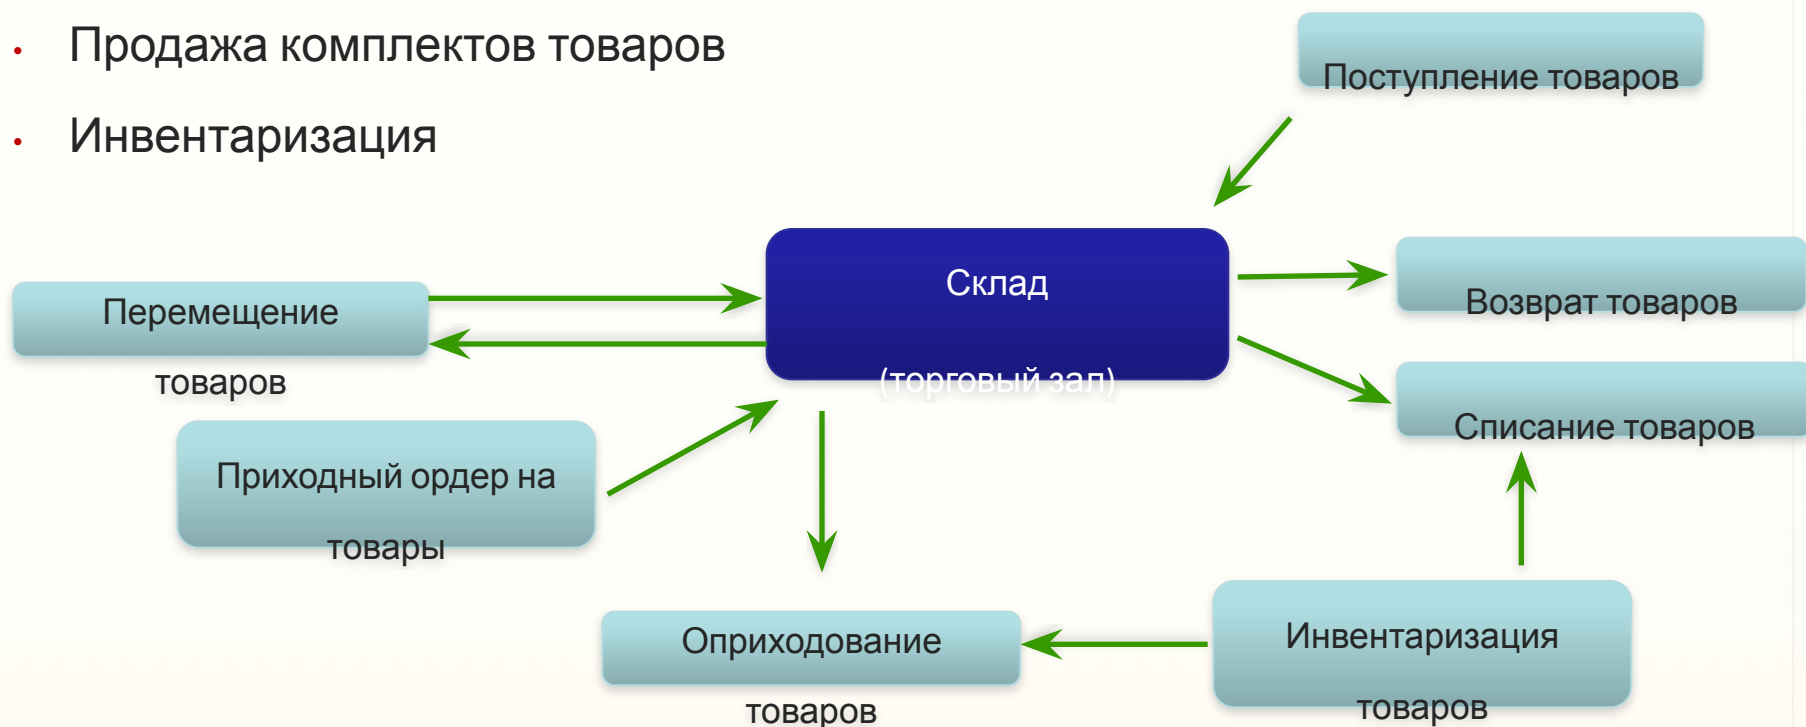 Продажа комплектов товаров
Инвентаризация
Поступление товаров
Склад
(торговый зал)
Возврат товаров
Перемещение
товаров
Списание товаров
Приходный ордер на
товары
Оприходование
товаров
Инвентаризация
товаров